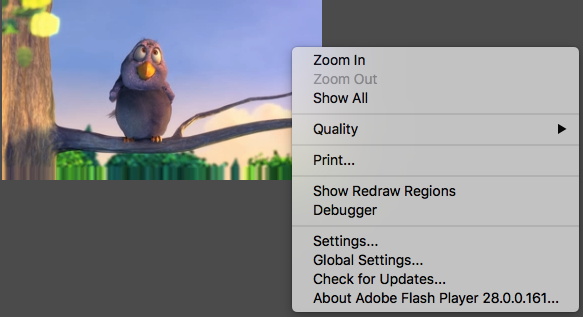 Zoom In
Zoom Out
Show All
Quality
Print...
Show Redraw Regions
Debugger
Settings...
Global Settings...
Check for Updates...
About Adobe Flash Player 28.0.0.161...